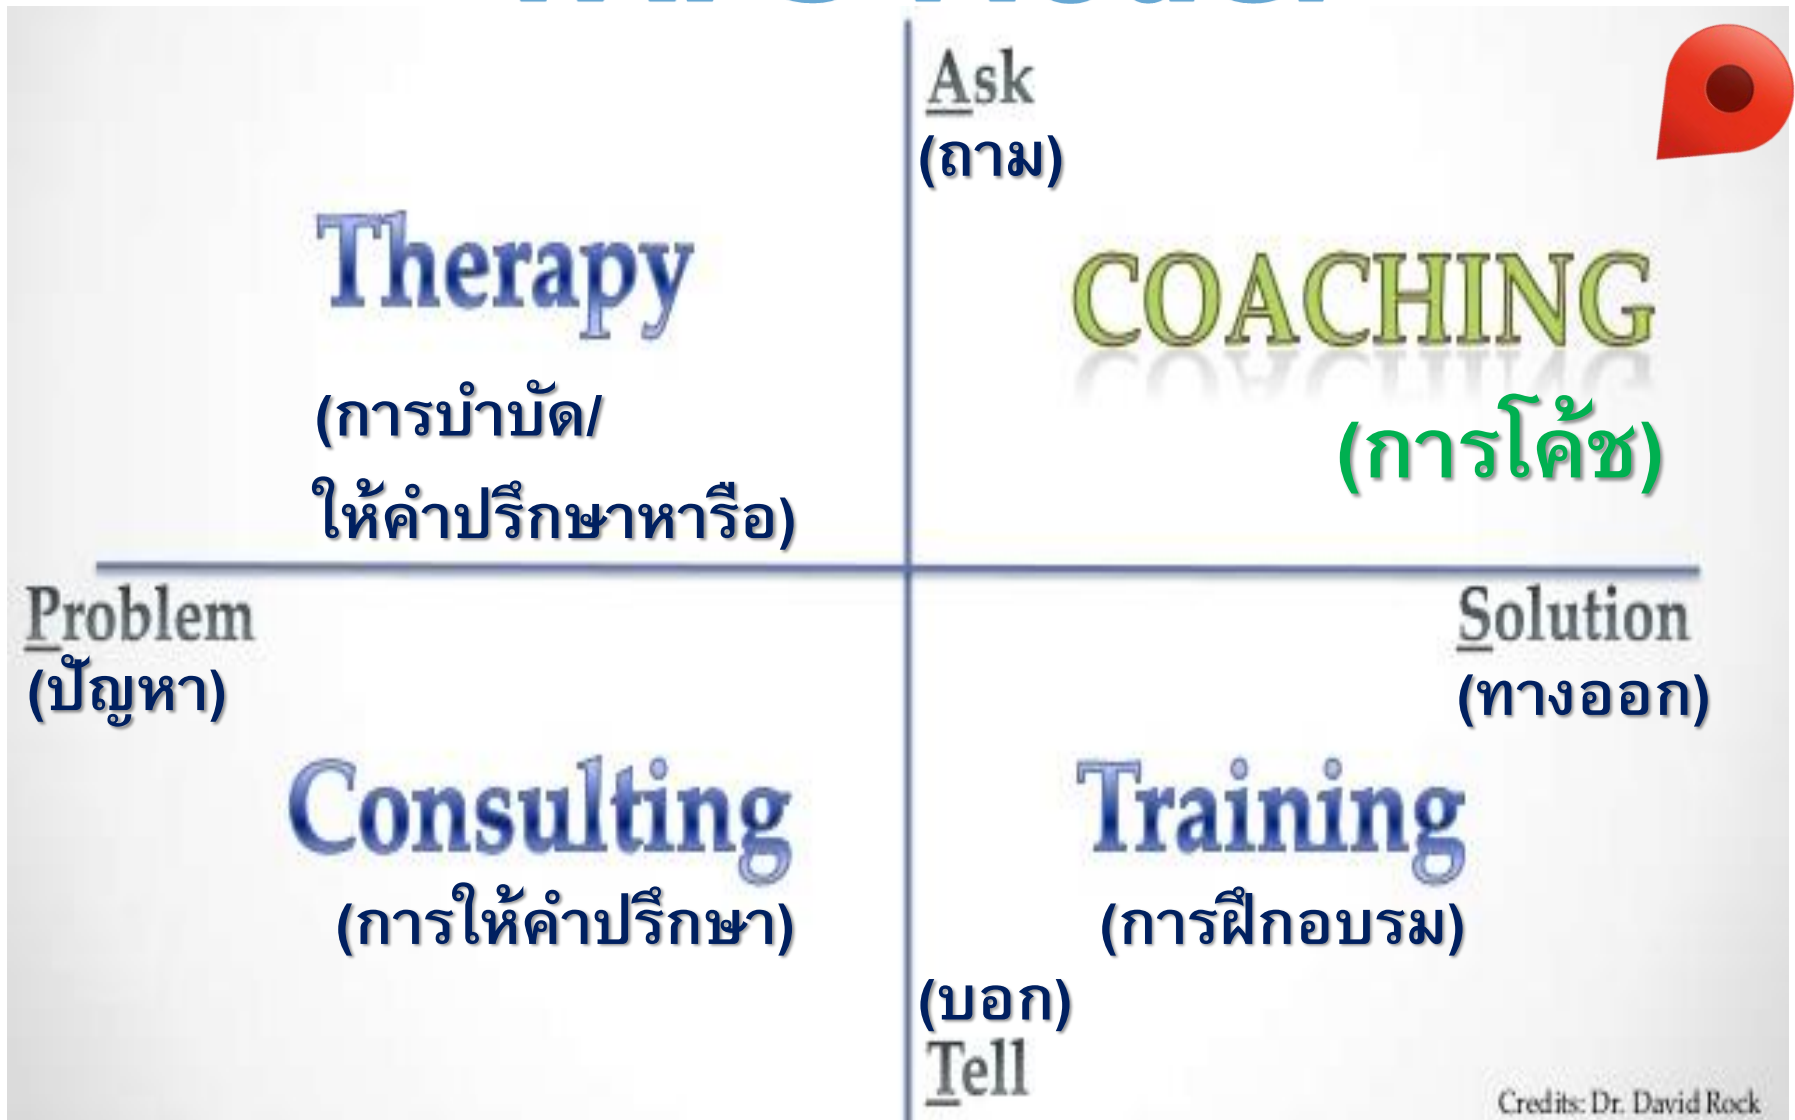 Ask
(ถาม)
Therapy
COACHING
(การบำบัด/
ให้คำปรึกษาหารือ)
(การโค้ช)
Problem
(ปัญหา)
Solution
(ทางออก)
Consulting
(การให้คำปรึกษา)
Training
(การฝึกอบรม)
(บอก)
Tell
Credits: Dr. David Rock